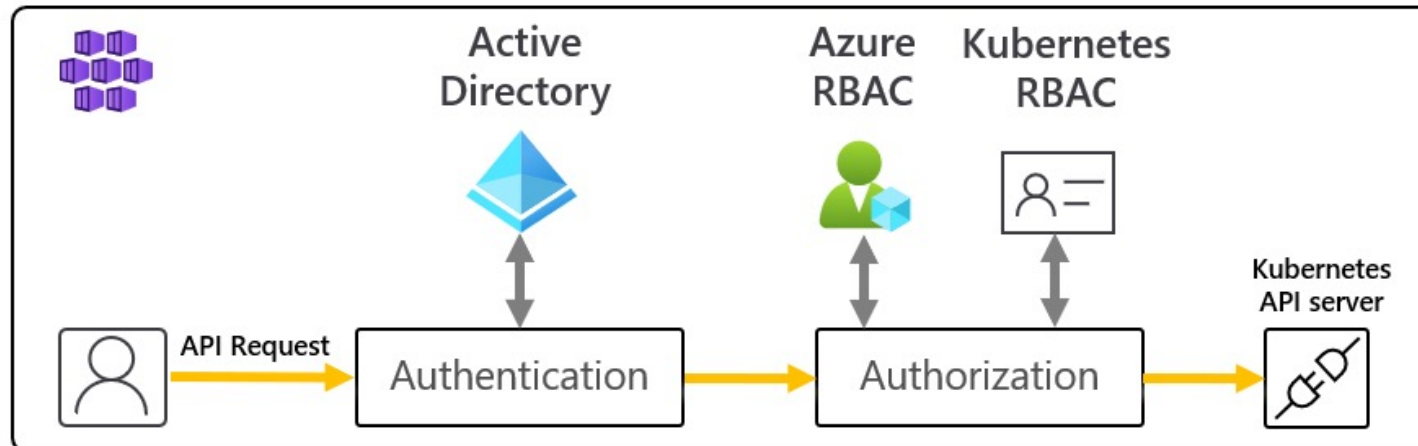 Active
Directory
Azure
RBAC
Kubernetes
RBAC
Kubernetes
API server
API Request
Authentication
Authorization